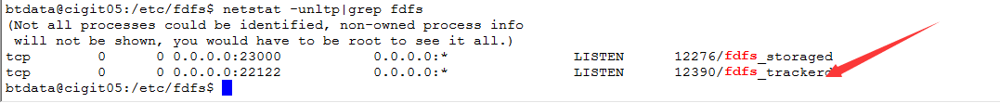 btdata@cigit05:/etc/fdfs$ netstat -unltp|grep fdfs
(Not all processes could be identified, non-owned process info
 will not be shown, you would have to be root to see it all.)
tcp        0      0 0.0.0.0:23000           0.0.0.0:*               LISTEN      12276/fdfs_storaged
tcp        0      0 0.0.0.0:22122           0.0.0.0:*               LISTEN      12390/fdfs_trackerd
btdata@cigit05:/etc/fdfs$